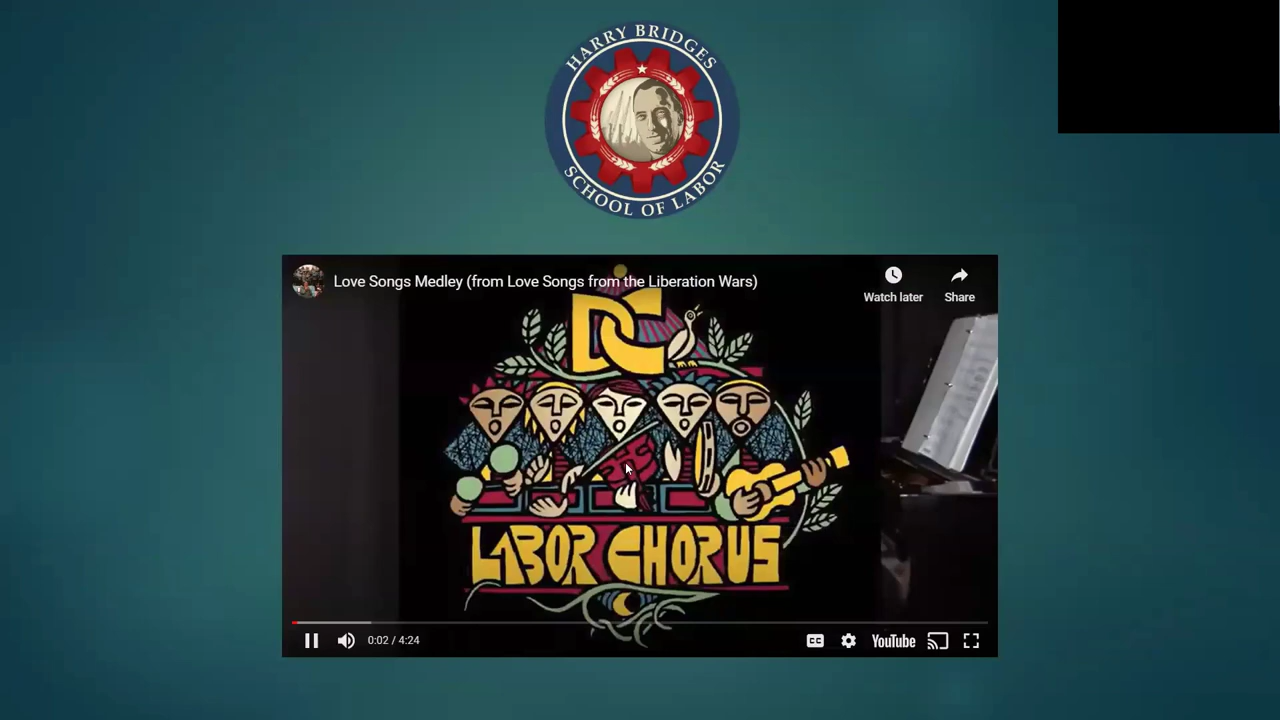 HARRY BRIDGES
SCHOOL OF LABOR
Love Songs Medley (from Love Songs from the Liberation Wars)
Watch later
Share
DC
LABOR CHORUS
0:02 / 4:24
CC
YouTube